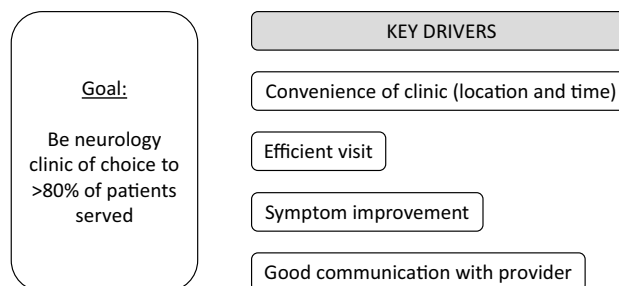 Goal:
Be neurology
clinic of choice to
>80% of patients
served
KEY DRIVERS
Convenience of clinic (location and time)
Efficient visit
Symptom improvement
Good communication with provider